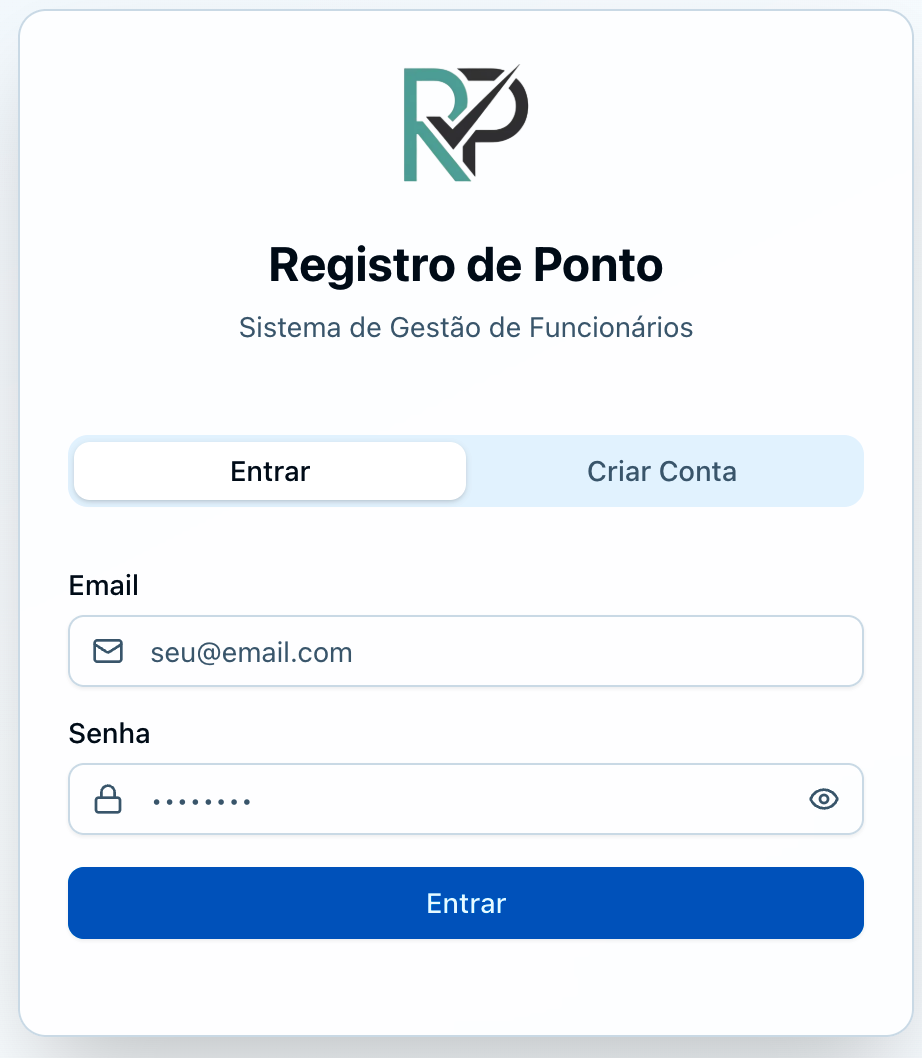 RP
Registro de Ponto
Sistema de Gestão de Funcionários
Entrar
Criar Conta
Email
seu@email.com
Senha
••••••••
Entrar